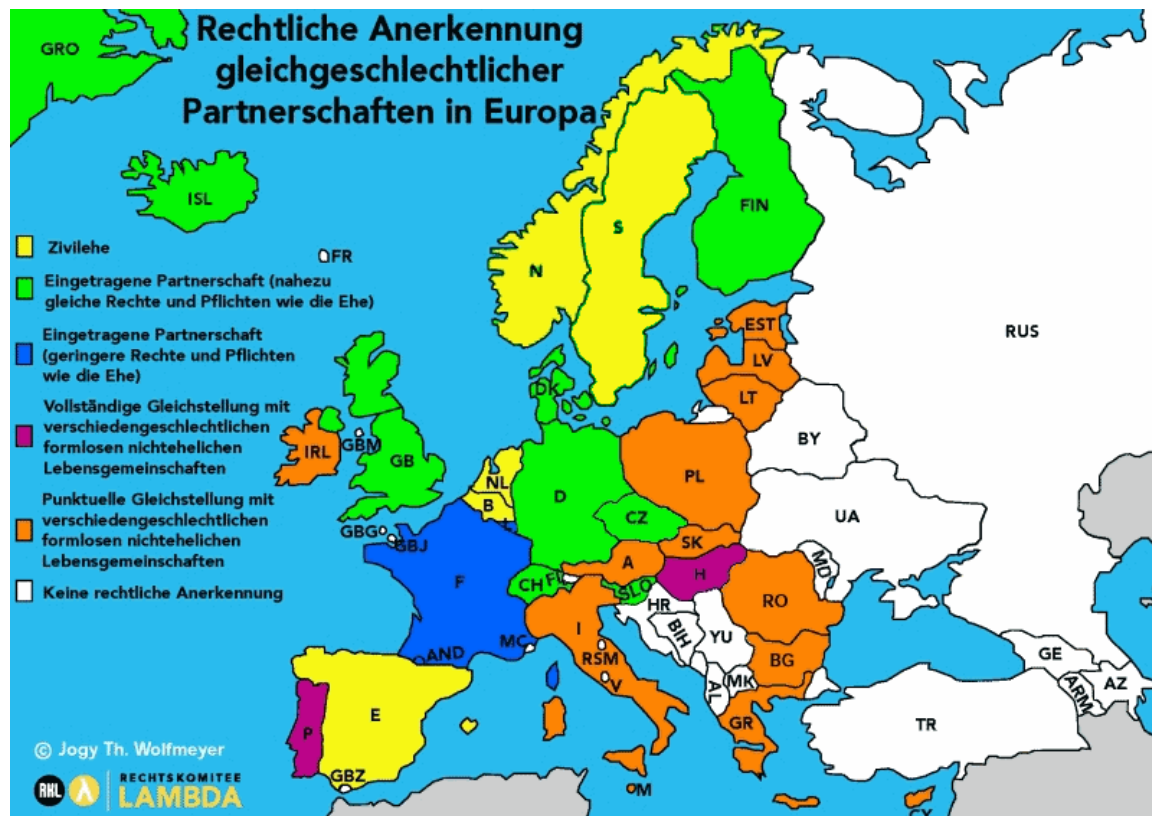 Rechtliche Anerkennung
gleichgeschlechtlicher
Partnerschaften in Europa
GRO
ISL
FR
Zivilehe
Eingetragene Partnerschaft (nahezu
gleiche Rechte und Pflichten wie die Ehe)
Eingetragene Partnerschaft
(geringere Rechte und Pflichten
wie die Ehe)
Vollständige Gleichstellung mit
verschiedengeschlechtlichen
formlosen nichtehelichen
Lebensgemeinschaften
Punktuelle Gleichstellung mit
verschiedengeschlechtlichen
formlosen nichtehelichen
Lebensgemeinschaften
Keine rechtliche Anerkennung
N
S
FIN
RUS
EST
LV
LT
DK
IRL
GBM
GB
NL
B
L
D
PL
BY
UA
CZ
SK
GBG
GBJ
F
CH
FL
A
H
SLO
HR
BIH
YU
RO
MD
BG
MK
AL
GR
I
RSM
V
MC
AND
E
P
GBZ
M
CY
TR
GE
ARM
AZ
© Jogy Th. Wolfmeyer
RKL
λ
RECHTSKOMITEE
LAMBDA